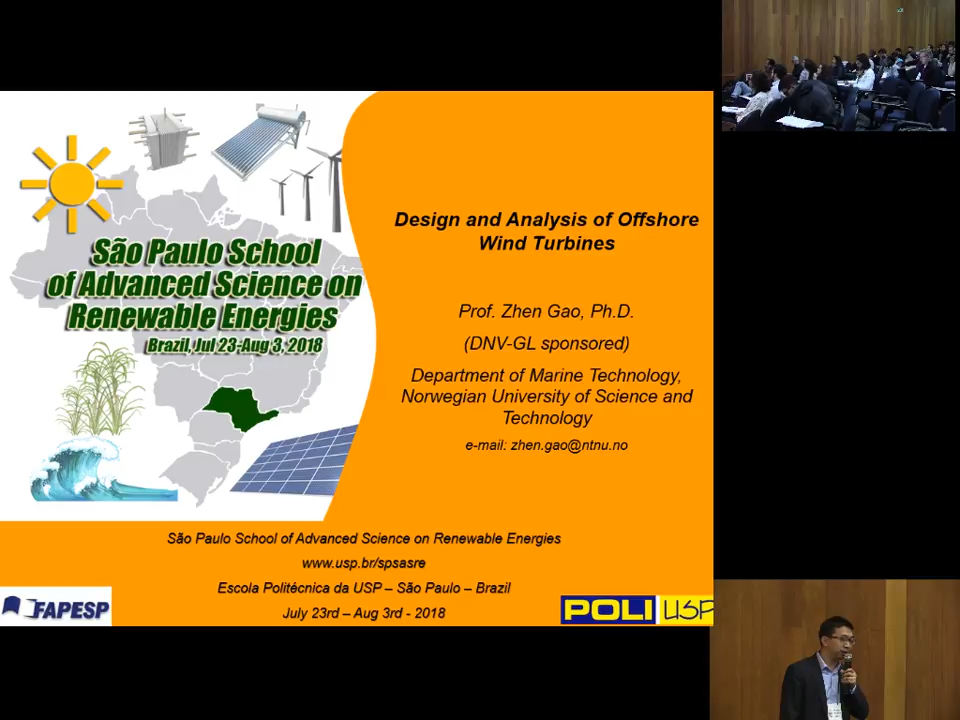 São Paulo School
of Advanced Science on
Renewable Energies
Brazil, Jul 23-Aug 3, 2018
Design and Analysis of Offshore
Wind Turbines
Prof. Zhen Gao, Ph.D.
(DNV-GL sponsored)
Department of Marine Technology,
Norwegian University of Science and
Technology
e-mail: zhen.gao@ntnu.no
São Paulo School of Advanced Science on Renewable Energies
www.usp.br/spsasre
Escola Politécnica da USP – São Paulo – Brazil
July 23rd – Aug 3rd - 2018
FAPESP
POLI USP